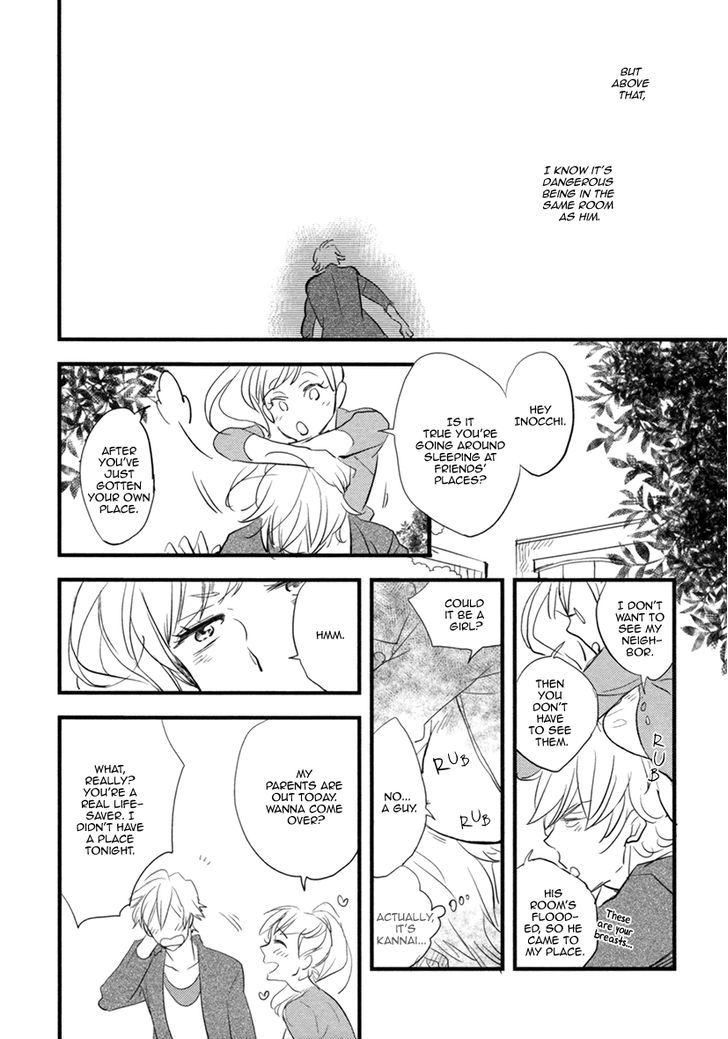 BUT
ABOVE
THAT,
I KNOW IT'S
DANGEROUS
BEING IN THE
SAME ROOM
AS HIM.
HEY
INOCCHI.
IS IT
TRUE YOU'RE
GOING AROUND
SLEEPING AT
FRIENDS'
PLACES?
AFTER
YOU'VE
JUST
GOTTEN
YOUR OWN
PLACE.
I DON'T
WANT TO
SEE MY
NEIGH-
BOR.
THEN
YOU
DON'T
HAVE
TO SEE
THEM.
RUB
HIS
ROOM'S
FLOOD-
ED, SO HE
CAME TO
MY PLACE.
These
are your
breasts...
COULD
IT BE A
GIRL?
RUB
RUB
NO...
A GUY.
ACTUALLY,
IT'S
KANNAI...
HMM.
MY
PARENTS ARE
OUT TODAY.
WANNA COME
OVER?
WHAT,
REALLY?
YOU'RE A
REAL LIFE-
SAVER. I
DIDN'T HAVE
A PLACE
TONIGHT.